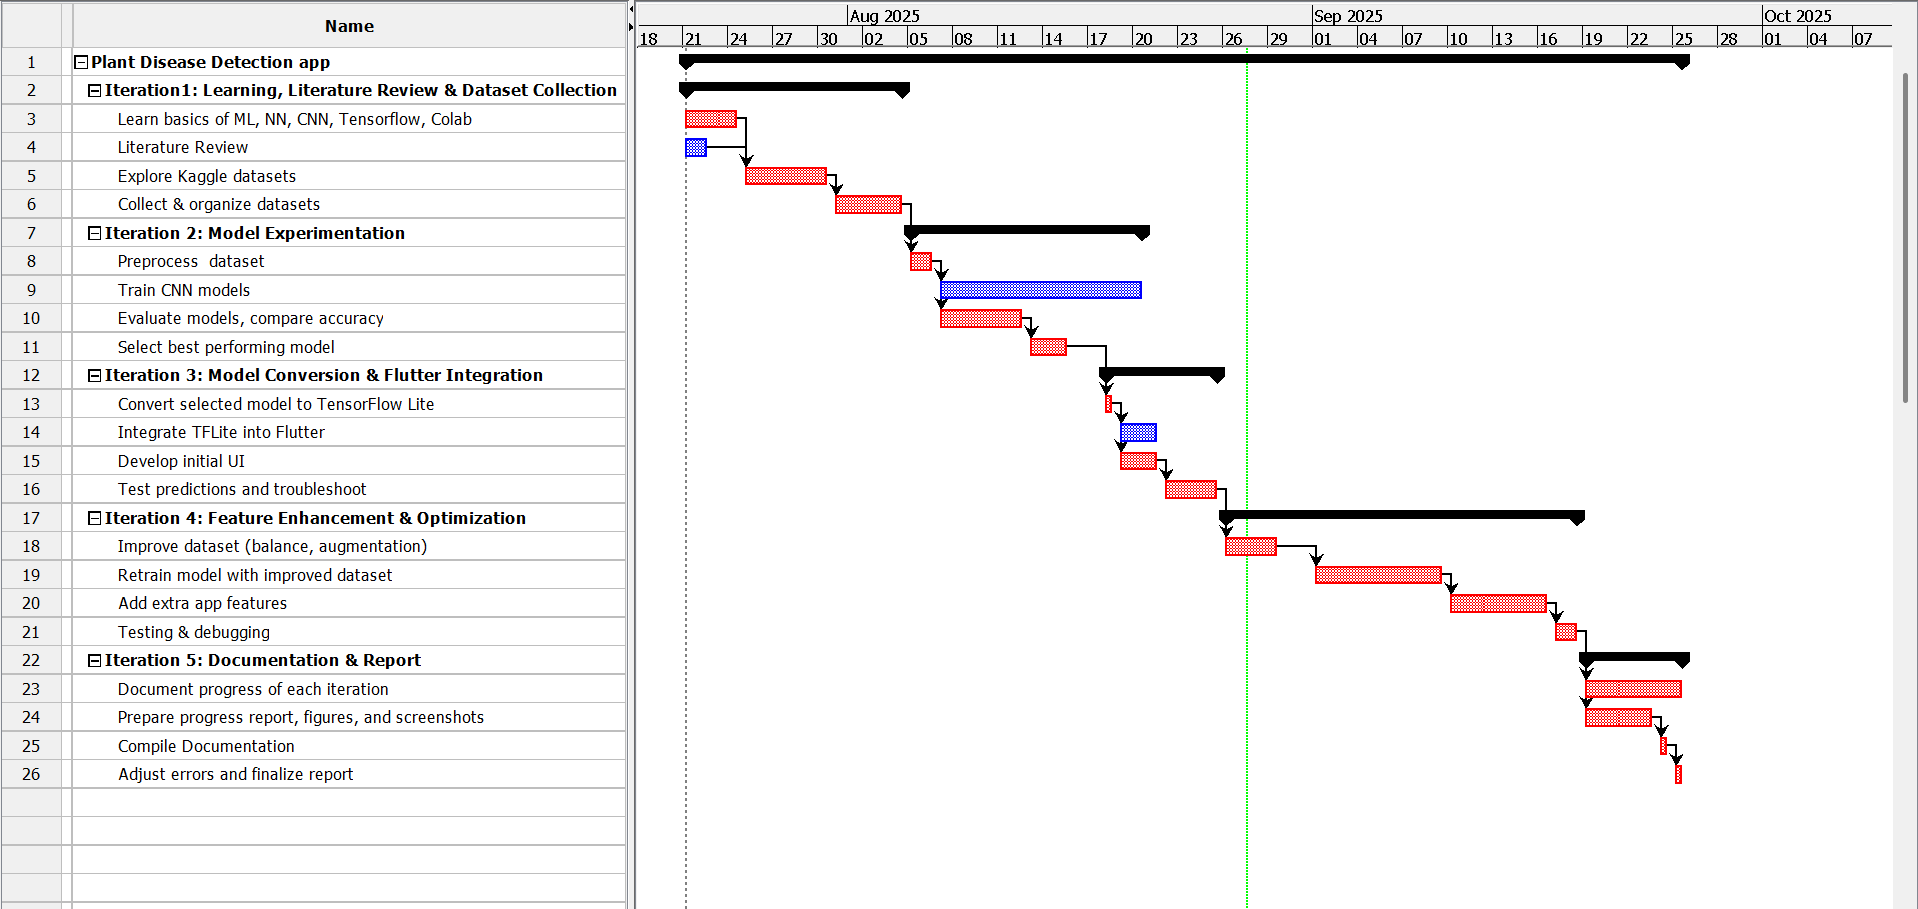 Name
Aug 2025 Sep 2025 Oct 2025
18 21 24 27 30 02 05 08 11 14 17 20 23 26 29 01 04 07 10 13 16 19 22 25 28 01 04 07
1 Plant Disease Detection app
2 Iteration1: Learning, Literature Review & Dataset Collection
3 Learn basics of ML, NN, CNN, Tensorflow, Colab
4 Literature Review
5 Explore Kaggle datasets
6 Collect & organize datasets
7 Iteration 2: Model Experimentation
8 Preprocess  dataset
9 Train CNN models
10 Evaluate models, compare accuracy
11 Select best performing model
12 Iteration 3: Model Conversion & Flutter Integration
13 Convert selected model to TensorFlow Lite
14 Integrate TFLite into Flutter
15 Develop initial UI
16 Test predictions and troubleshoot
17 Iteration 4: Feature Enhancement & Optimization
18 Improve dataset (balance, augmentation)
19 Retrain model with improved dataset
20 Add extra app features
21 Testing & debugging
22 Iteration 5: Documentation & Report
23 Document progress of each iteration
24 Prepare progress report, figures, and screenshots
25 Compile Documentation
26 Adjust errors and finalize report